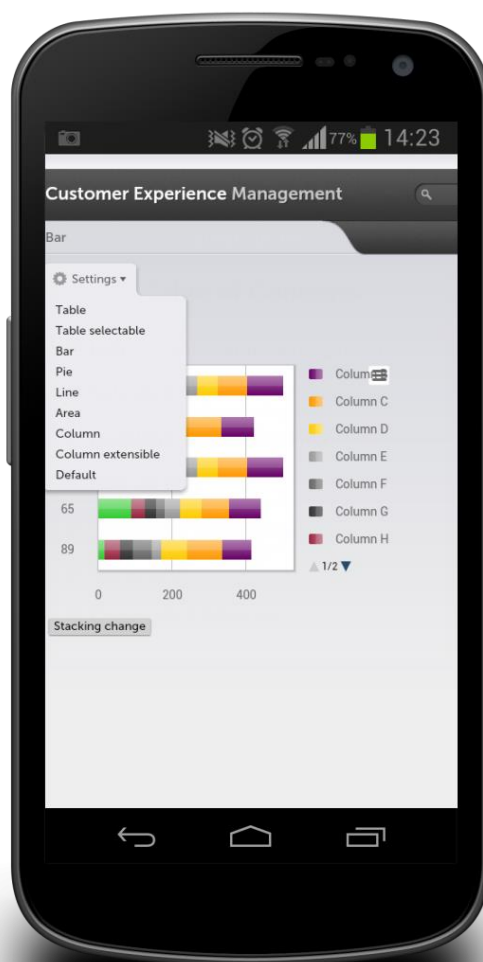 77% 14:23
Customer Experience Management
Bar
Settings
Table
Table selectable
Bar
Pie
Line
Area
Column
Column extensible
Default
Column
Column C
Column D
Column E
Column F
Column G
Column H
1/2
65
89
0 200 400
Stacking change